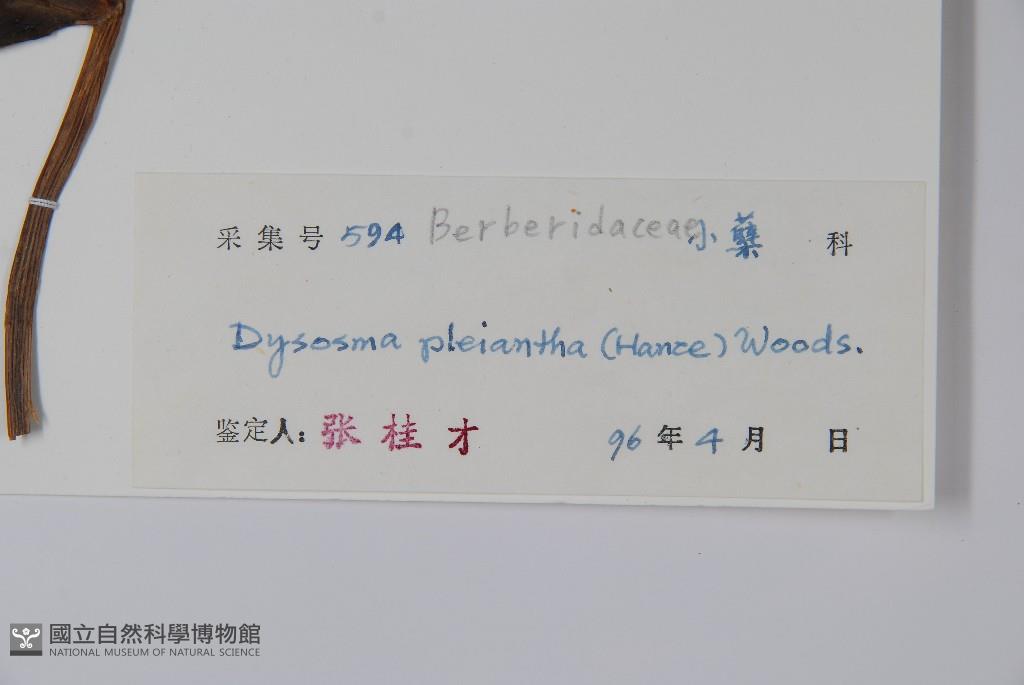 采集号 594 Berberidaceae 小蘗 科
Dysosma pleiantha (Hance) Woods.
鉴定人: 张桂才 96 年 4 月 日
國立自然科學博物館
NATIONAL MUSEUM OF NATURAL SCIENCE